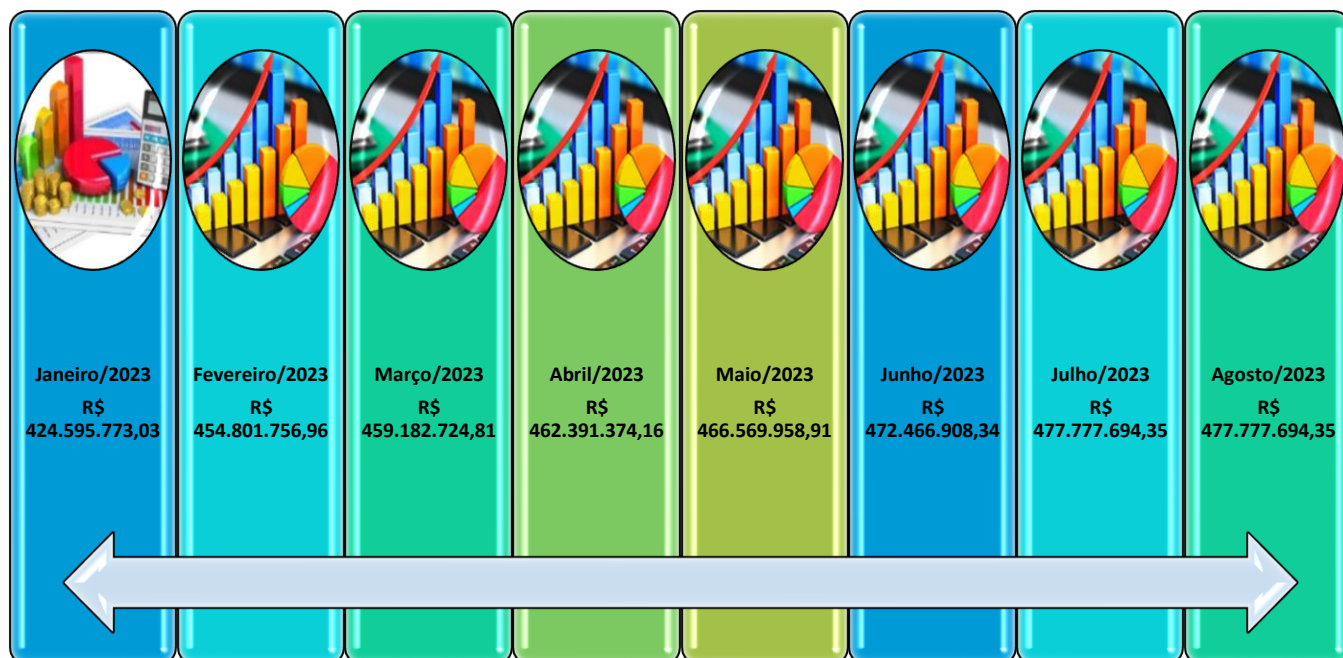 Janeiro/2023
R$
424.595.773,03
Fevereiro/2023
R$
454.801.756,96
Março/2023
R$
459.182.724,81
Abril/2023
R$
462.391.374,16
Maio/2023
R$
466.569.958,91
Junho/2023
R$
472.466.908,34
Julho/2023
R$
477.777.694,35
Agosto/2023
R$
477.777.694,35